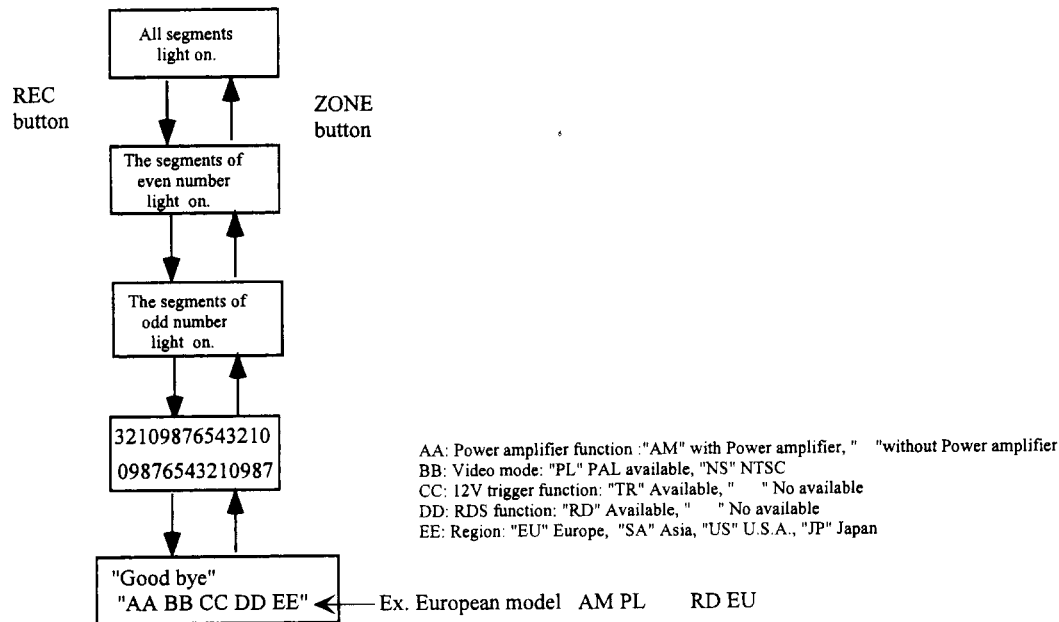 All segments
light on.
REC
button
ZONE
button
The segments of
even number
light on.
The segments of
odd number
light on.
32109876543210
09876543210987
AA: Power amplifier function :"AM" with Power amplifier, " "without Power amplifier
BB: Video mode: "PL" PAL available, "NS" NTSC
CC: 12V trigger function: "TR" Available, " " No available
DD: RDS function: "RD" Available, " " No available
EE: Region: "EU" Europe, "SA" Asia, "US" U.S.A., "JP" Japan
"Good bye"
"AA BB CC DD EE"
Ex. European model AM PL RD EU